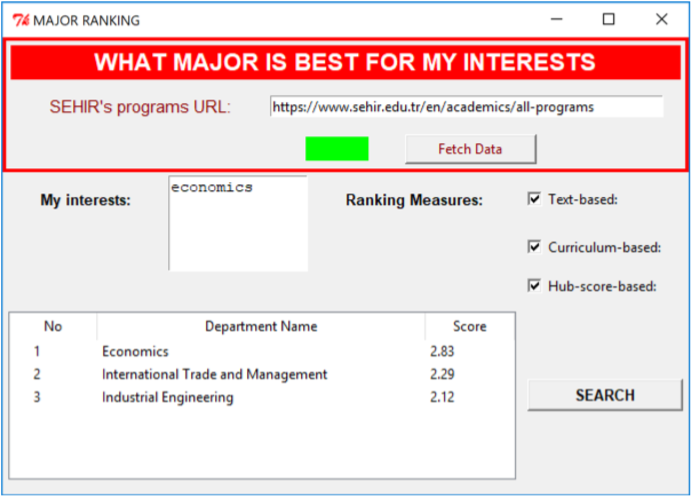 MAJOR RANKING
WHAT MAJOR IS BEST FOR MY INTERESTS
SEHIR's programs URL: https://www.sehir.edu.tr/en/academics/all-programs
Fetch Data
My interests: economics Ranking Measures: Text-based:
Curriculum-based:
Hub-score-based:
No Department Name Score
1 Economics 2.83
2 International Trade and Management 2.29
3 Industrial Engineering 2.12
SEARCH